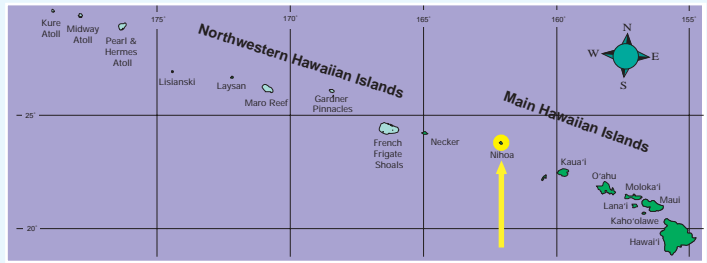 175°
170°
165°
160°
155°
Kure
Atoll
Midway
Atoll
Pearl &
Hermes
Atoll
Lisianski
Laysan
Maro Reef
Gardner
Pinnacles
Northwestern Hawaiian Islands
Main Hawaiian Islands
N
W
E
S
25°
French
Frigate
Shoals
Necker
Nihoa
Kaua‘i
O‘ahu
Moloka‘i
Lana‘i
Maui
Kaho‘olawe
Hawai‘i
20°